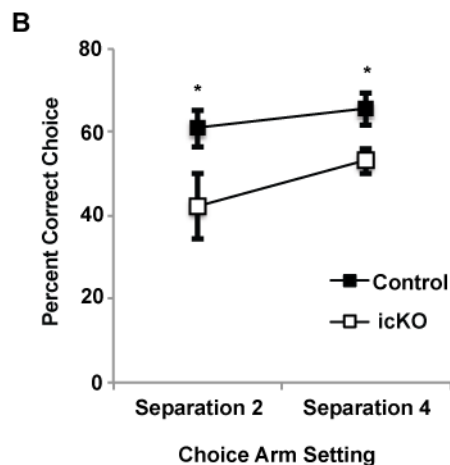 B
80
60
40
20
0
Percent Correct Choice
*
*
Control
icKO
Separation 2
Separation 4
Choice Arm Setting